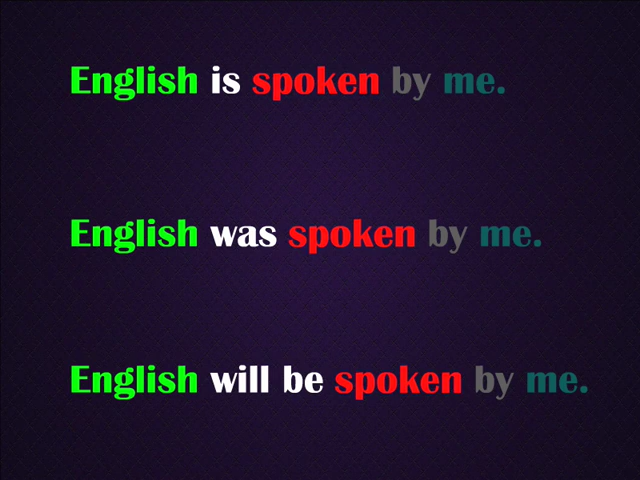 English is spoken by me.
English was spoken by me.
English will be spoken by me.